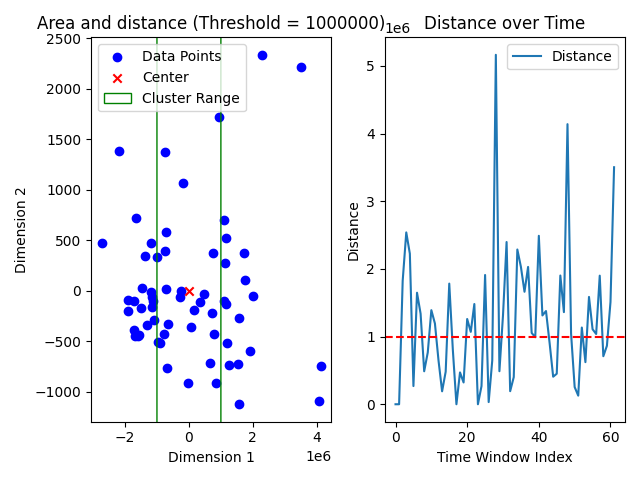 Area and distance (Threshold = 1000000)
Data Points
Center
Cluster Range
2500
2000
1500
1000
500
0
−500
−1000
Dimension 2
−2
0
2
4
1e6
Dimension 1
Distance over Time
1e6
Distance
5
4
3
2
1
0
Distance
0
20
40
60
Time Window Index